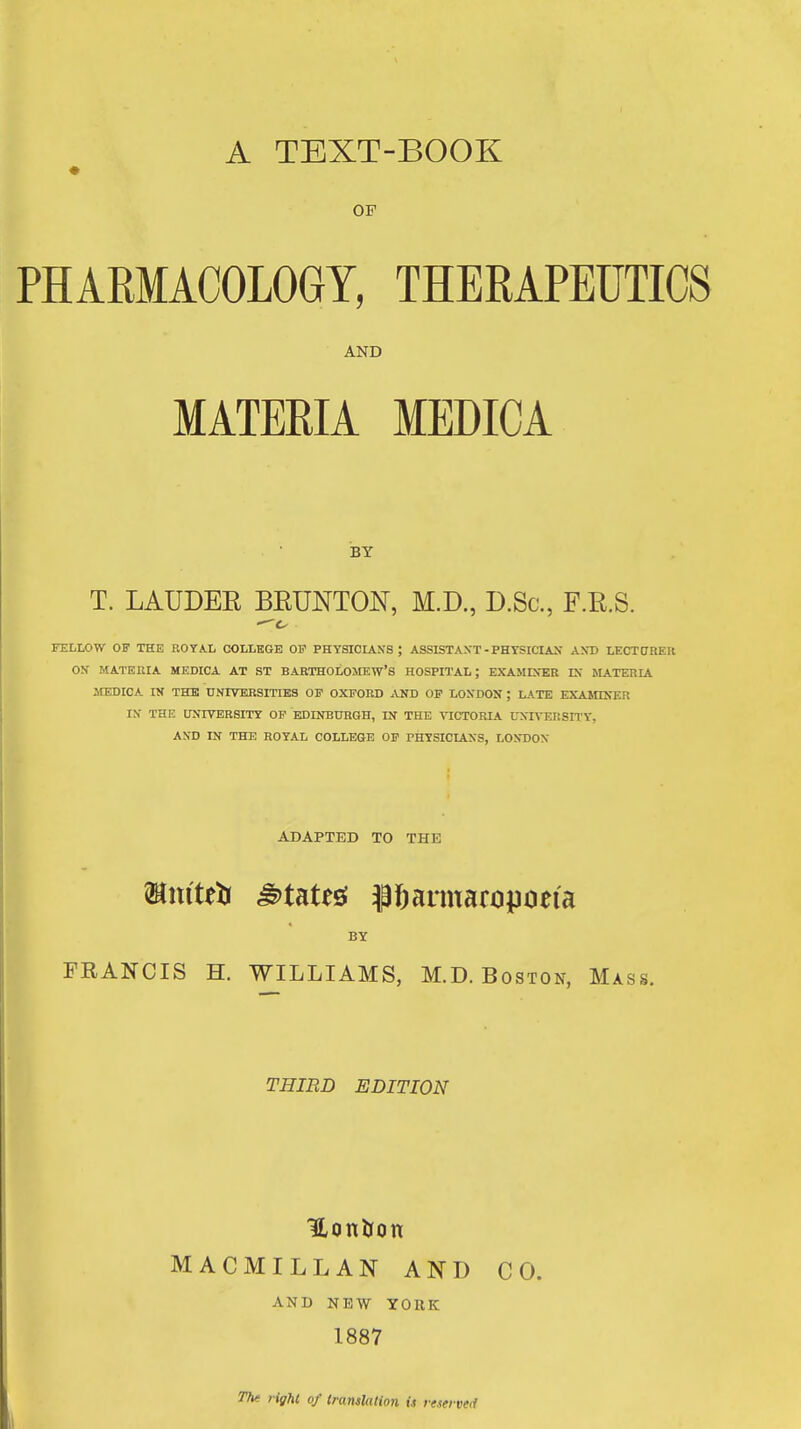 A TEXT-BOOK
OF
PHARMACOLOGY, THERAPEUTICS
AND
MATERIA MEDICA
BY
T. LAUDER BRUNTON, M.D., D.Sc., F.R.S.
FELLOW OF THE ROYAL COLLEGE OF PHYSICIANS; ASSISTANT-PHYSICIAN AND LECTURER
ON MATERIA MEDICA AT ST BARTHOLOMEW'S HOSPITAL; EXAMINER IN MATERIA
MEDICA IN THE UNIVERSITIES OF OXFORD AND OF LONDON; LATE EXAMINER
IN THE UNIVERSITY OF EDINBURGH, IN THE VICTORIA UNIVERSITY,
AND IN THE ROYAL COLLEGE OF PHYSICIANS, LONDON
ADAPTED TO THE
United States Pharmacopoeia
BY
FRANCIS H. WILLIAMS, M.D. BOSTON, MASS.
THIRD EDITION
London
MACMILLAN AND CO.
AND NEW YORK
1887
The right of translation is reserved